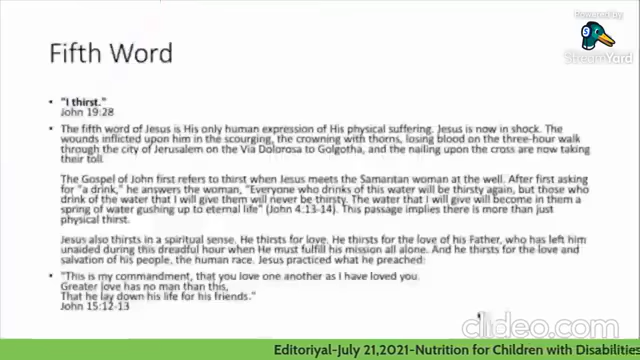 Powered by
StreamYard
Fifth Word
• "I thirst."
John 19:28
• The fifth word of Jesus is His only human expression of His physical suffering. Jesus is now in shock. The
wounds inflicted upon him in the scourging, the crowning with thorns, losing blood on the three-hour walk
through the city of Jerusalem on the Via Dolorosa to Golgotha, and the nailing upon the cross are now taking
their toll.
The Gospel of John first refers to thirst when Jesus meets the Samaritan woman at the well. After first asking
for "a drink," he answers the woman, "Everyone who drinks of this water will be thirsty again, but those who
drink of the water that I will give them will never be thirsty. The water that I will give will become in them a
spring of water gushing up to eternal life" (John 4:13-14). This passage implies there is more than just
physical thirst.
Jesus also thirsts in a spiritual sense. He thirsts for love. He thirsts for the love of his Father, who has left him
unaided during this dreadful hour when He must fulfill his mission all alone. And he thirsts for the love and
salvation of his people, the human race. Jesus practiced what he preached:
• "This is my commandment, that you love one another as I have loved you.
Greater love has no man than this,
That he lay down his life for his friends."
John 15:12-13
clideo.com
Editoriyal-July 21,2021-Nutrition for Children with Disabilities